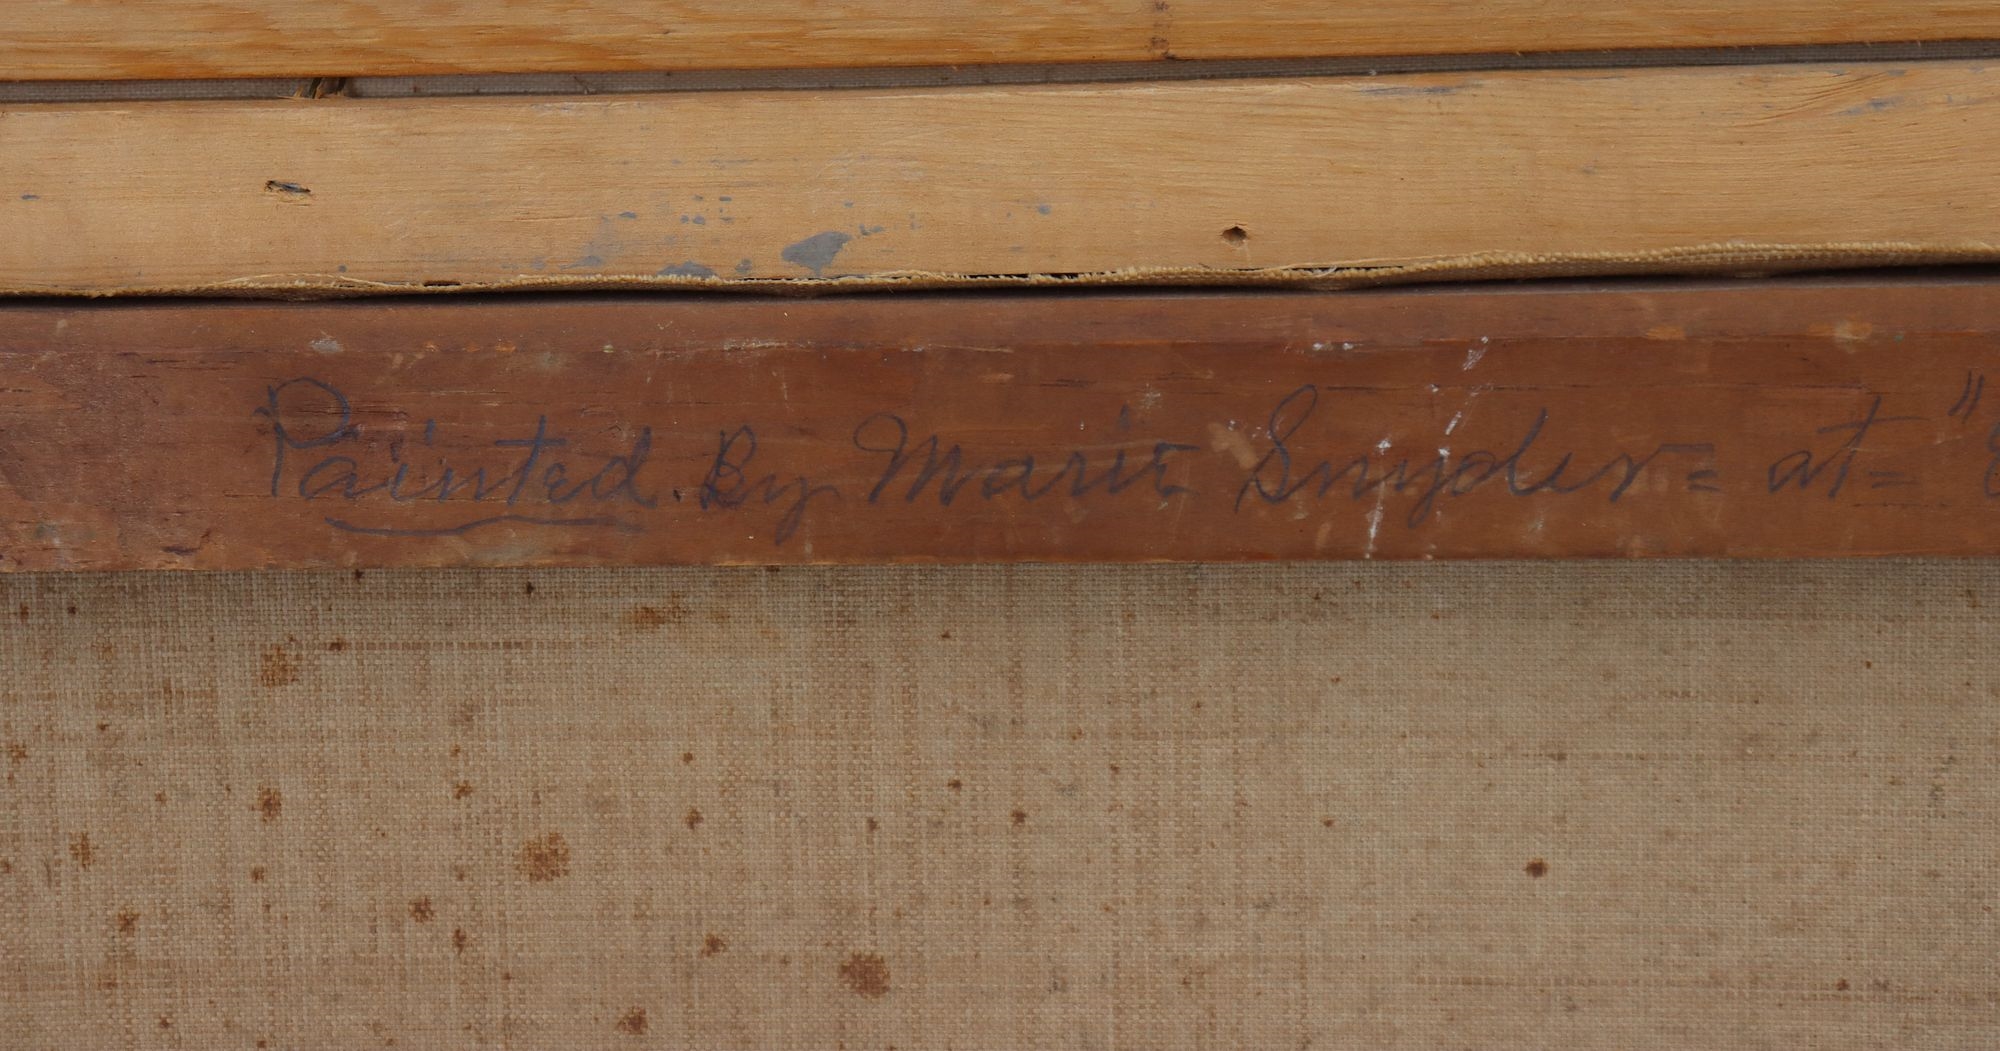 Painted. By Marie Snyder = at = "